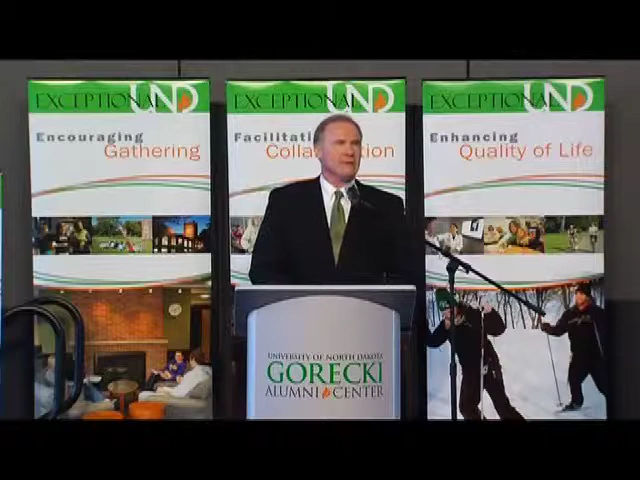 EXCEPTIONAL UND
Encouraging
Gathering
EXCEPTIONAL UND
Facilitati
Colla tion
EXCEPTIONAL UND
Enhancing
Quality of Life
UNIVERSITY OF NORTH DAKOTA
GORECKI
ALUMNI CENTER